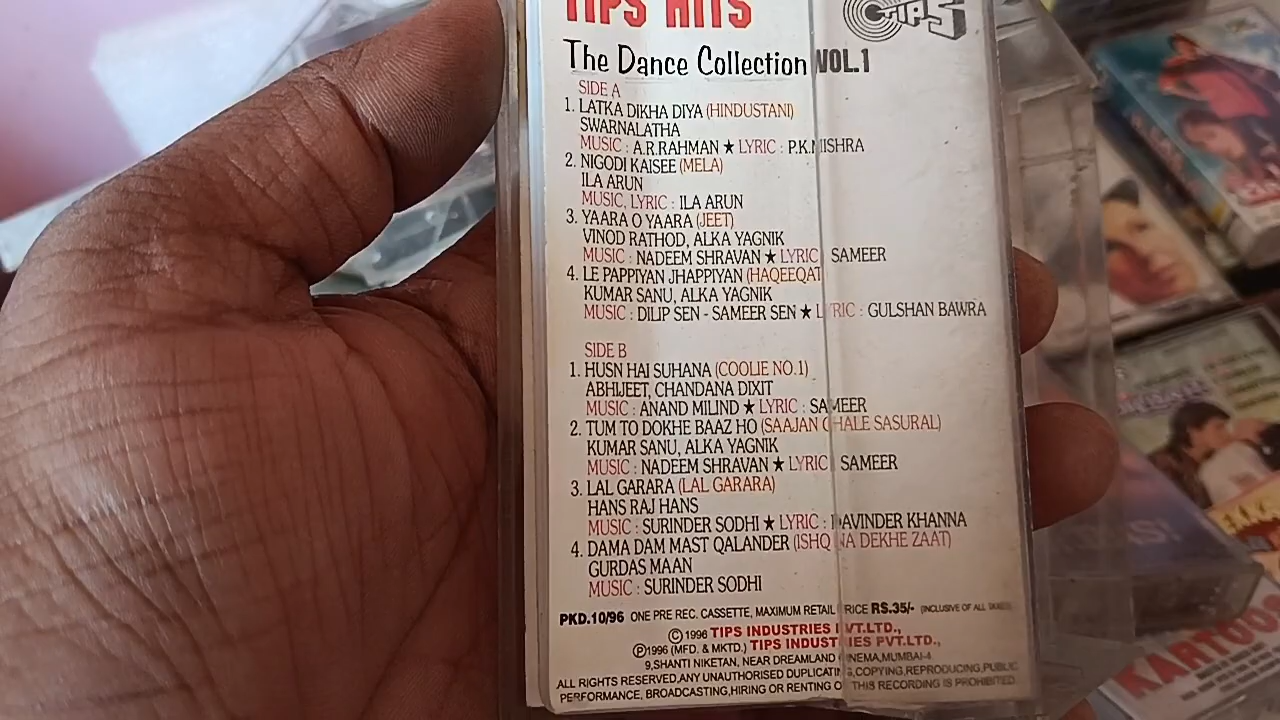 TIPS HITS
TIPS
The Dance Collection VOL.1
SIDE A
1. LATKA DIKHA DIYA (HINDUSTANI)
SWARNALATHA
MUSIC : A.R.RAHMAN ★ LYRIC : P.K.MISHRA
2. NIGODI KAISEE (MELA)
ILA ARUN
MUSIC, LYRIC : ILA ARUN
3. YAARA O YAARA (JEET)
VINOD RATHOD, ALKA YAGNIK
MUSIC : NADEEM SHRAVAN ★ LYRIC : SAMEER
4. LE PAPPIYAN JHAPPIYAN (HAQEEQAT)
KUMAR SANU, ALKA YAGNIK
MUSIC : DILIP SEN - SAMEER SEN ★ LYRIC : GULSHAN BAWRA
SIDE B
1. HUSN HAI SUHANA (COOLIE NO.1)
ABHIJEET, CHANDANA DIXIT
MUSIC : ANAND MILIND ★ LYRIC : SAMEER
2. TUM TO DOKHE BAAZ HO (SAAJAN CHALE SASURAL)
KUMAR SANU, ALKA YAGNIK
MUSIC : NADEEM SHRAVAN ★ LYRIC : SAMEER
3. LAL GARARA (LAL GARARA)
HANS RAJ HANS
MUSIC : SURINDER SODHI ★ LYRIC : DAVINDER KHANNA
4. DAMA DAM MAST QALANDER (ISHQ NA DEKHE ZAAT)
GURDAS MAAN
MUSIC : SURINDER SODHI
PKD.10/96 ONE PRE REC. CASSETTE, MAXIMUM RETAIL PRICE RS.35/- (INCLUSIVE OF ALL TAXES)
© 1996 TIPS INDUSTRIES PVT.LTD.,
℗1996 (MFD. & MKTD.) TIPS INDUSTRIES PVT.LTD.,
9,SHANTI NIKETAN, NEAR DREAMLAND CINEMA,MUMBAI-4
ALL RIGHTS RESERVED,ANY UNAUTHORISED DUPLICATING,COPYING,REPRODUCING,PUBLIC
PERFORMANCE, BROADCASTING,HIRING OR RENTING OF THIS RECORDING IS PROHIBITED.
KARTOOS